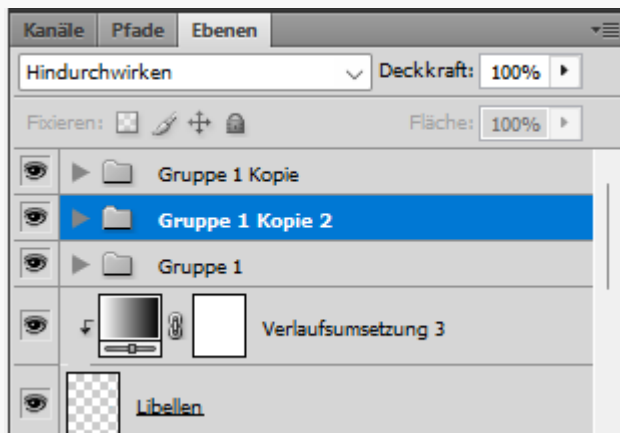 Kanäle Pfade Ebenen
Hindurchwirken Deckkraft: 100%
Fixieren: Fläche: 100%
Gruppe 1 Kopie
Gruppe 1 Kopie 2
Gruppe 1
Verlaufsumsetzung 3
Libellen